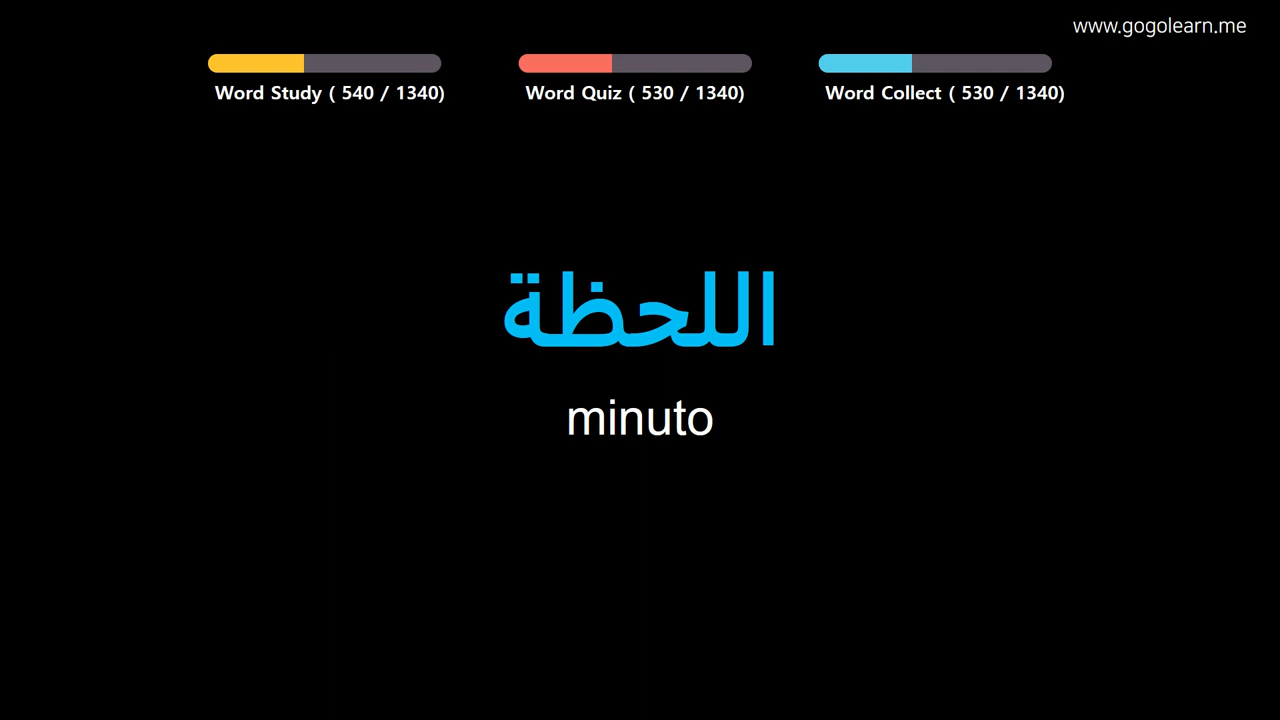 www.gogolearn.me
Word Study ( 540 / 1340)
Word Quiz ( 530 / 1340)
Word Collect ( 530 / 1340)
اللحظة
minuto